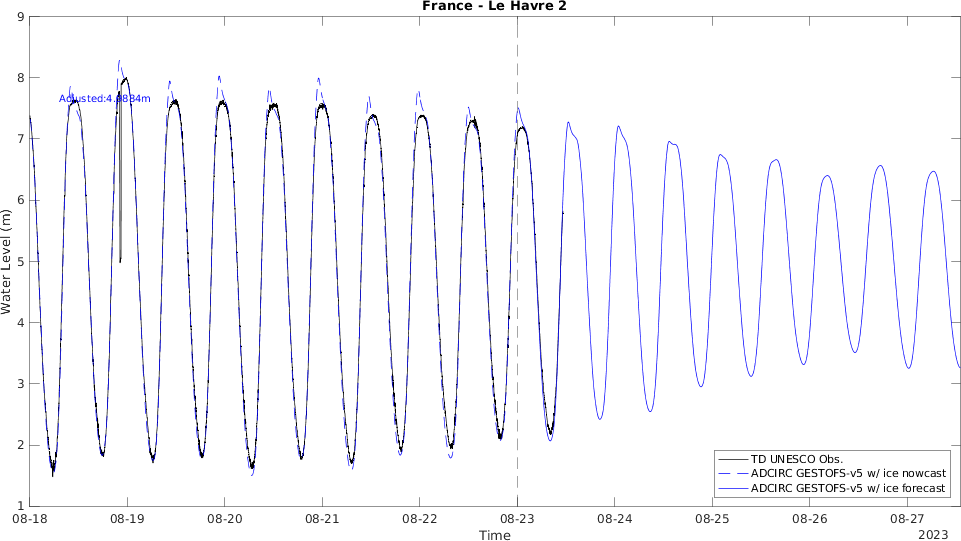 France - Le Havre 2
9
8
7
6
5
4
3
2
1
Water Level (m)
TD UNESCO Obs.
ADCIRC GESTOFS-v5 w/ ice nowcast
ADCIRC GESTOFS-v5 w/ ice forecast
08-18 08-19 08-20 08-21 08-22 08-23 08-24 08-25 08-26 08-27
Time
2023